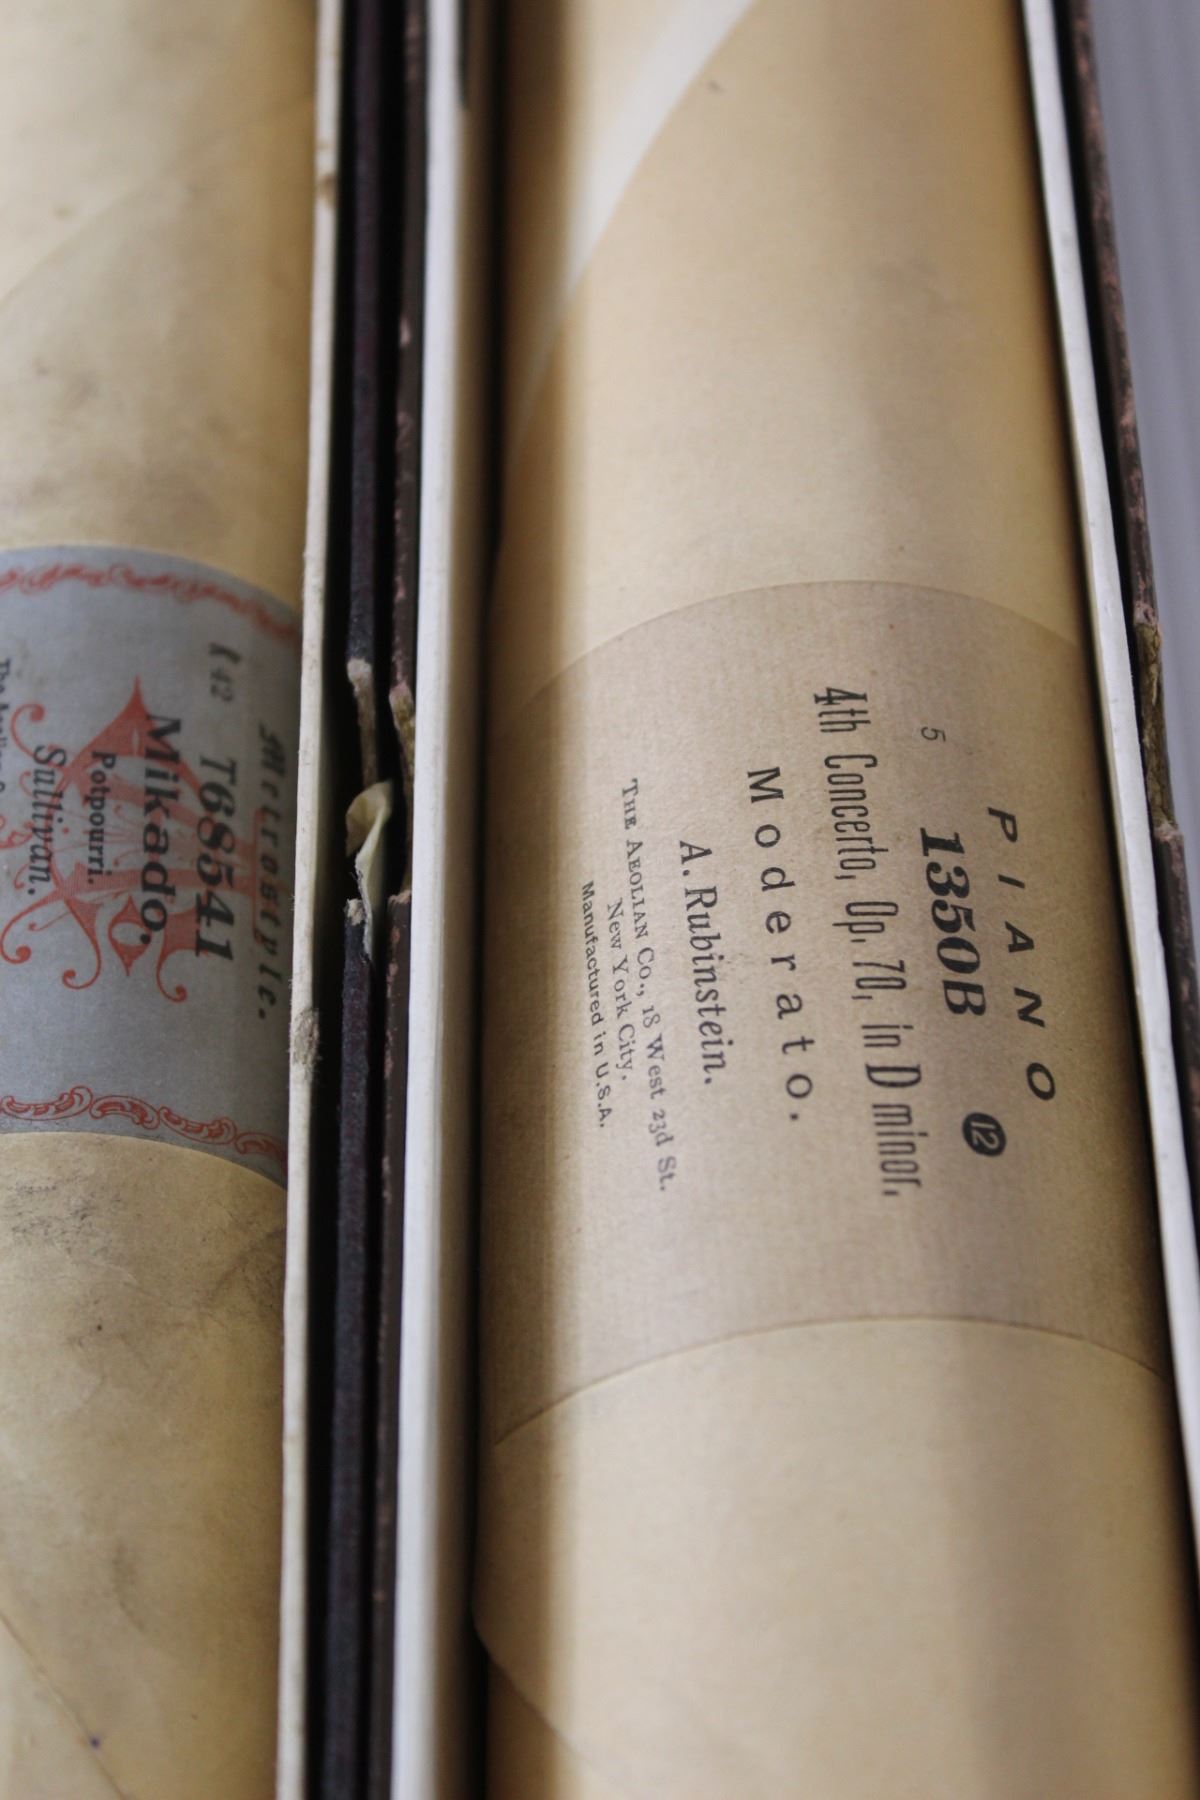 Metrostyle.
T68541
Mikado.
Potpourri.
Sullivan.
PIANO
5 1350B 12
4th Concerto, Op. 70, in D minor.
Moderato.
A. Rubinstein.
THE AEOLIAN CO., 18 West 23d St.
New York City.
Manufactured in U.S.A.